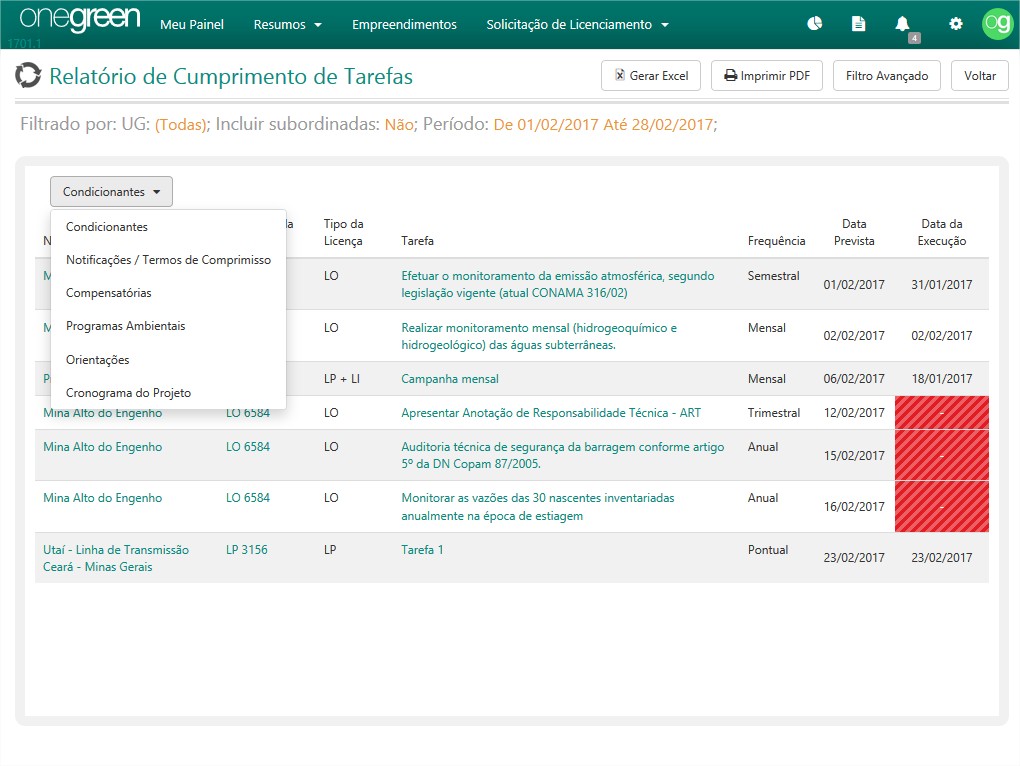 onegreen
1701.1
Meu Painel
Resumos
Empreendimentos
Solicitação de Licenciamento
4
og
Relatório de Cumprimento de Tarefas
Gerar Excel
Imprimir PDF
Filtro Avançado
Voltar
Filtrado por: UG: (Todas); Incluir subordinadas: Não; Período: De 01/02/2017 Até 28/02/2017;
Condicionantes
Condicionantes
Notificações / Termos de Comprimisso
Compensatórias
Programas Ambientais
Orientações
Cronograma do Projeto
Tipo da
Licença
Tarefa
Frequência
Data
Prevista
Data da
Execução
LO
Efetuar o monitoramento da emissão atmosférica, segundo
legislação vigente (atual CONAMA 316/02)
Semestral
01/02/2017
31/01/2017
LO
Realizar monitoramento mensal (hidrogeoquímico e
hidrogeológico) das águas subterrâneas.
Mensal
02/02/2017
02/02/2017
LP + LI
Campanha mensal
Mensal
06/02/2017
18/01/2017
Mina Alto do Engenho
LO 6584
LO
Apresentar Anotação de Responsabilidade Técnica - ART
Trimestral
12/02/2017
-
Mina Alto do Engenho
LO 6584
LO
Auditoria técnica de segurança da barragem conforme artigo
5º da DN Copam 87/2005.
Anual
15/02/2017
-
Mina Alto do Engenho
LO 6584
LO
Monitorar as vazões das 30 nascentes inventariadas
anualmente na época de estiagem
Anual
16/02/2017
-
Utaí - Linha de Transmissão
Ceará - Minas Gerais
LP 3156
LP
Tarefa 1
Pontual
23/02/2017
23/02/2017